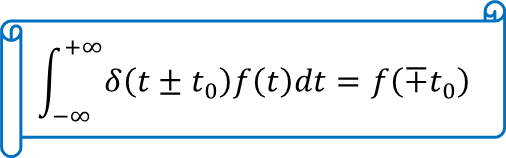 ∫_{−∞}^{+∞} δ(t ± t₀)f(t)dt = f(∓t₀)